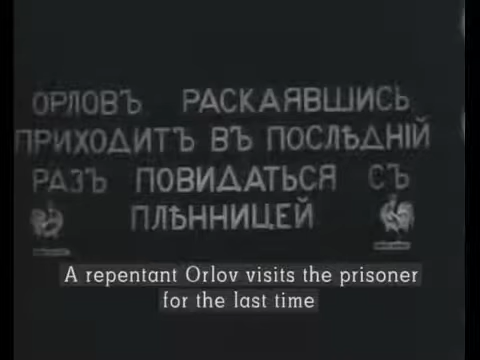 ОРЛОВЪ РАСКАЯВШИСЬ
ПРИХОДИТЪ ВЪ ПОСЛѢДНІЙ
РАЗЪ ПОВИДАТЬСЯ СЪ
ПЛѢННИЦЕЙ
A repentant Orlov visits the prisoner
for the last time